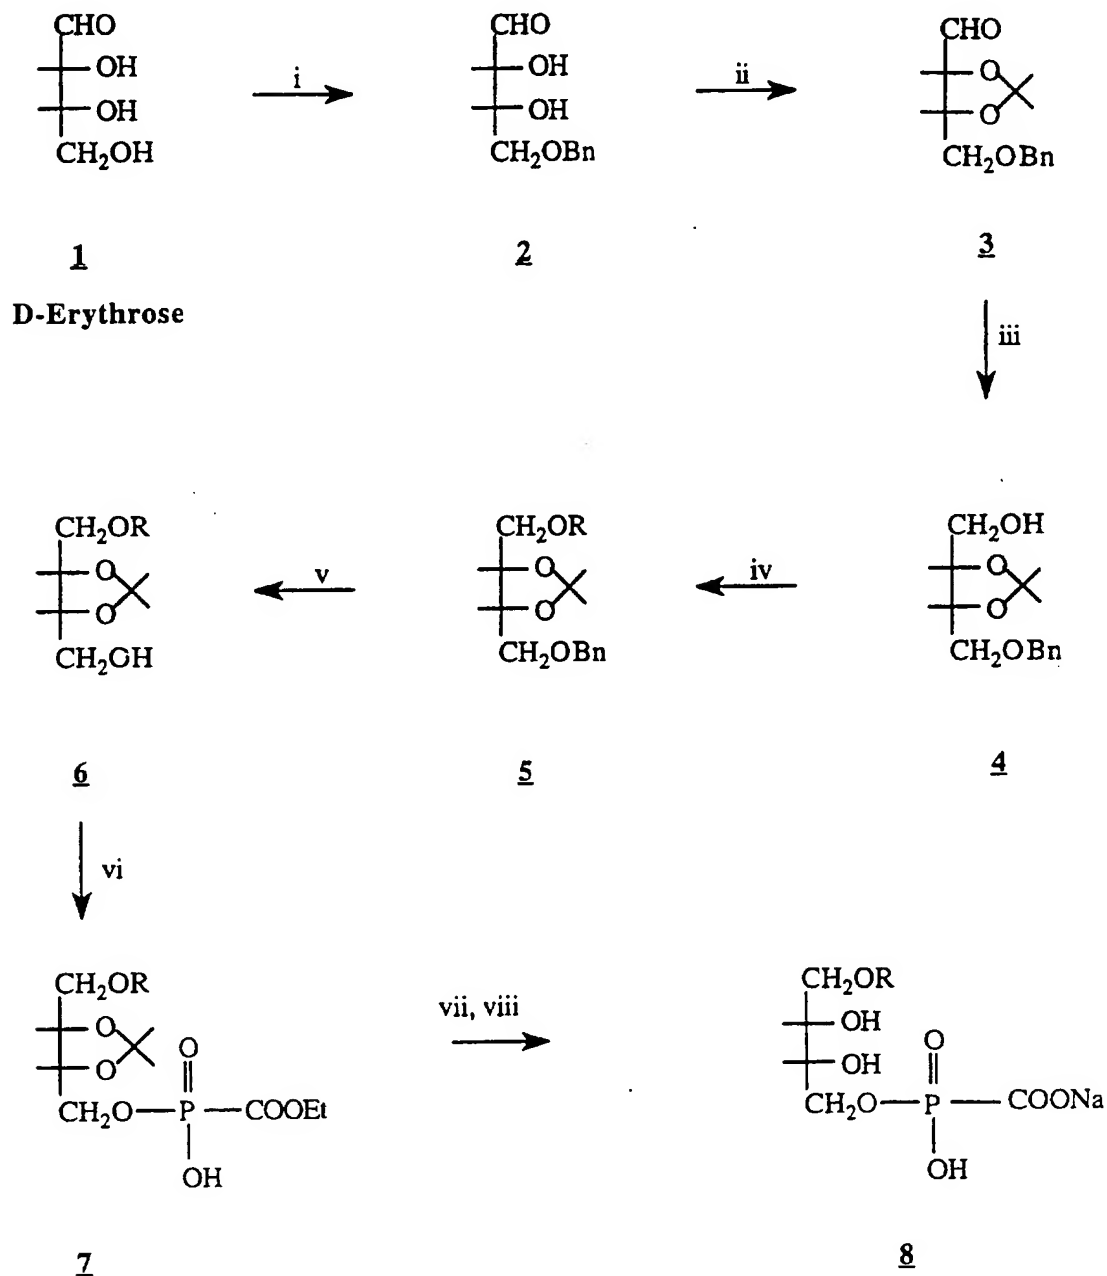 CHO
OH
OH
CH₂OH
1
D-Erythrose
i
CHO
OH
OH
CH₂OBn
2
ii
CHO
O
O
CH₂OBn
3
iii
CH₂OH
O
O
CH₂OBn
4
iv
CH₂OR
O
O
CH₂OBn
5
v
CH₂OR
O
O
CH₂OH
6
vi
CH₂OR
O
O
O
CH₂O—P—COOEt
OH
7
vii, viii
CH₂OR
OH
OH
O
CH₂O—P—COONa
OH
8